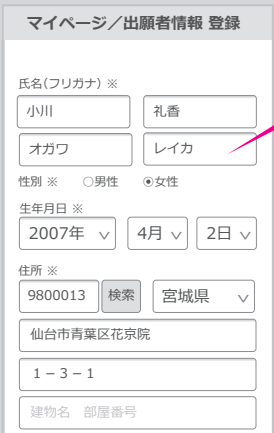 マイページ／出願者情報 登録
氏名(フリガナ) ※
小川 礼香
オガワ レイカ
性別 ※ ○男性 ◉女性
生年月日 ※
2007年 4月 2日
住所 ※
9800013 検索 宮城県
仙台市青葉区花京院
１−３−１
建物名　部屋番号